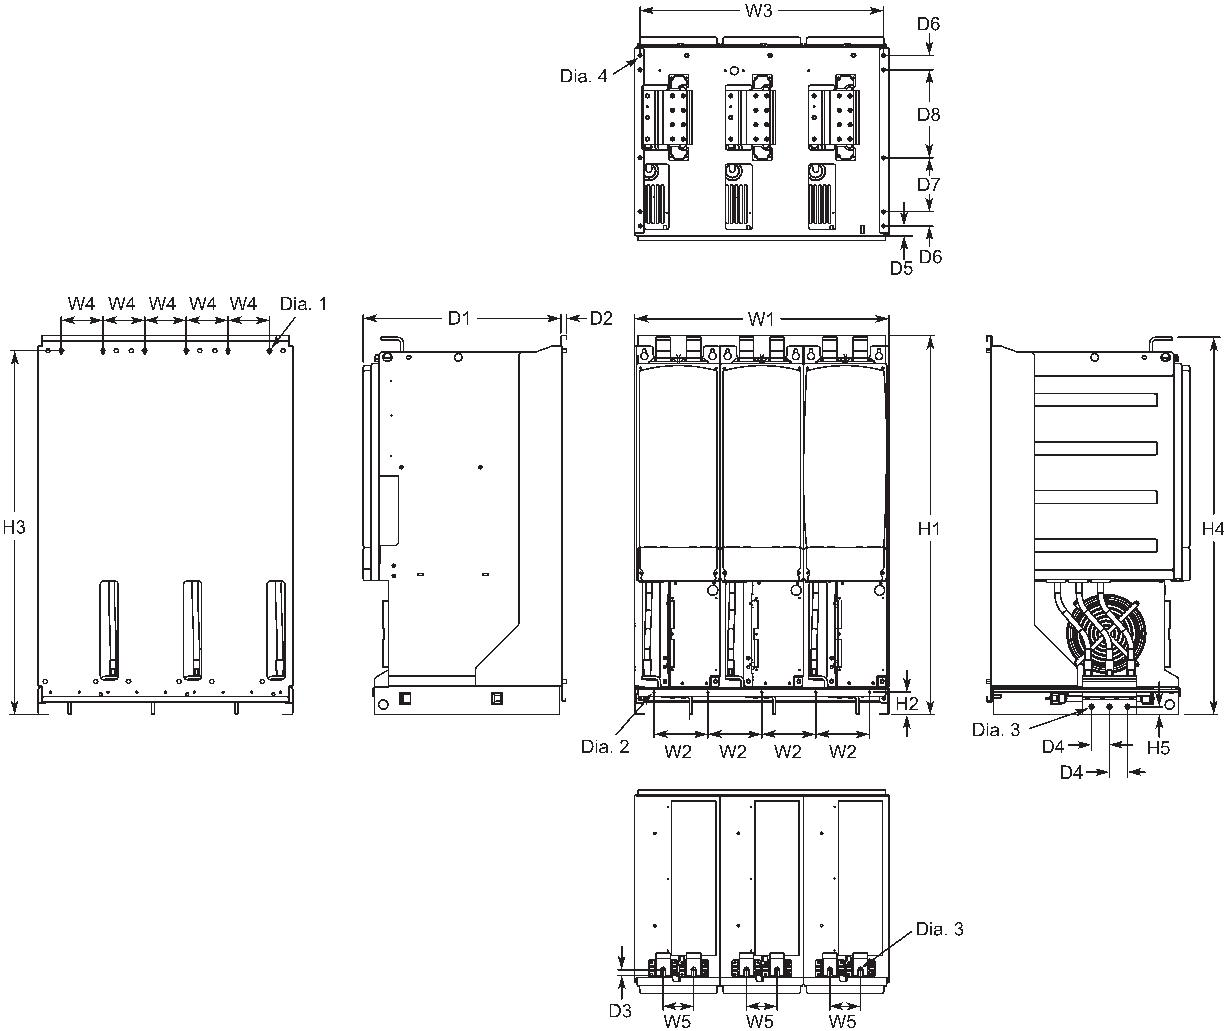 W3
D6
Dia. 4
D8
D7
D5
D6
W4 W4 W4 W4 W4
Dia. 1
D1
D2
W1
H3
H1
H4
H2
Dia. 2
W2 W2 W2 W2
Dia. 3
D4
H5
D4
Dia. 3
D3
W5 W5 W5